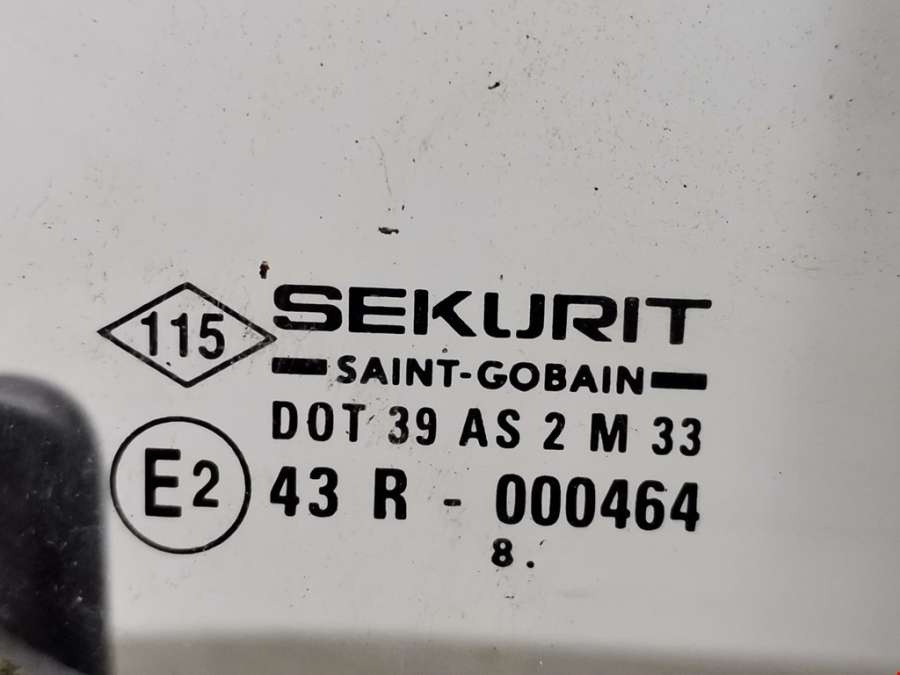 115
SEKURIT
SAINT-GOBAIN
DOT 39 AS 2 M 33
E2
43 R - 000464
8.